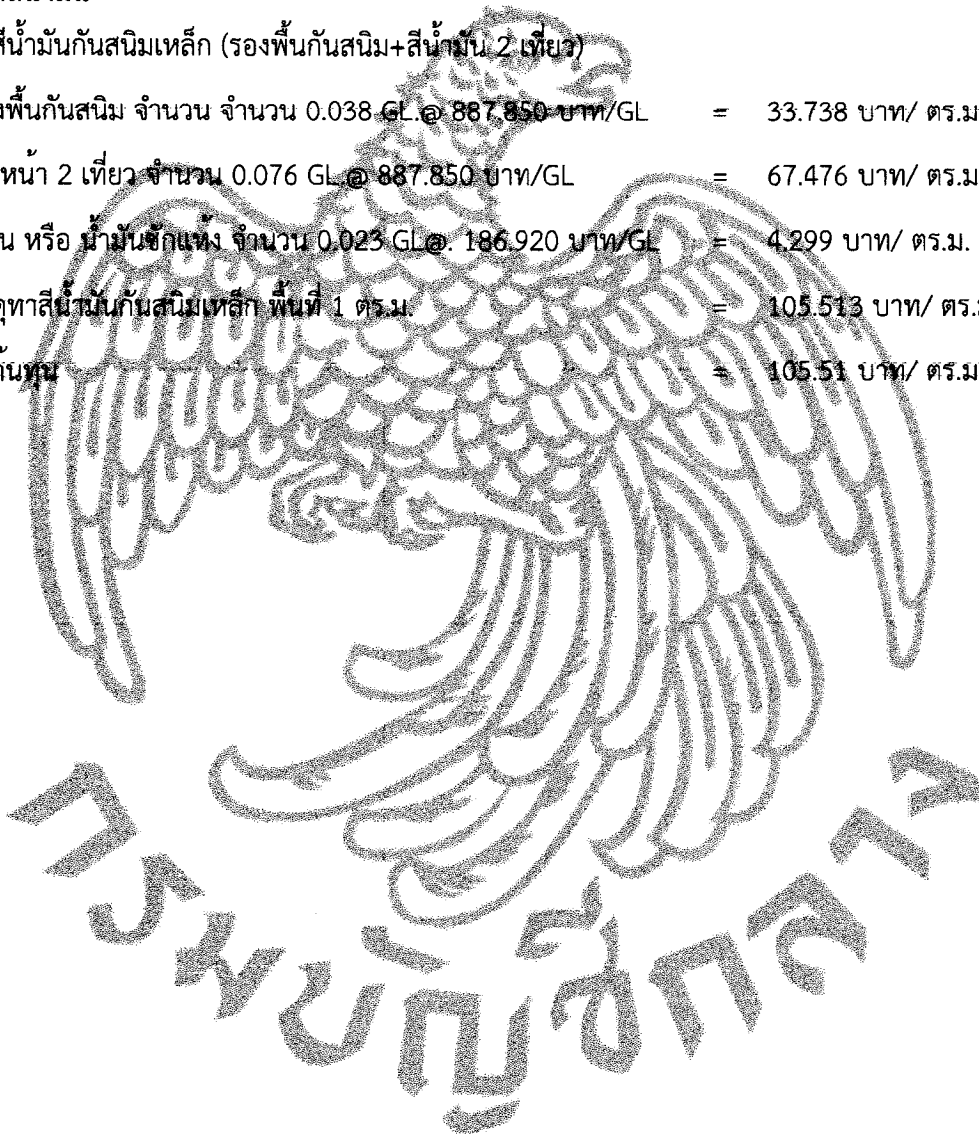 สีน้ำมันกันสนิมเหล็ก (รองพื้นกันสนิม+สีน้ำมัน 2 เที่ยว)
พื้นกันสนิม จำนวน จำนวน 0.038 GL.@ 887.850 บาท/GL = 33.738 บาท/ ตร.ม
หน้า 2 เที่ยว จำนวน 0.076 GL.@ 887.850 บาท/GL = 67.476 บาท/ ตร.ม
น หรือ น้ำมันชักแห้ง จำนวน 0.023 GL@. 186.920 บาท/GL = 4.299 บาท/ ตร.ม.
ดุทาสีน้ำมันกันสนิมเหล็ก พื้นที่ 1 ตร.ม. = 105.513 บาท/ ตร.ม
ต้นทุน = 105.51 บาท/ ตร.ม
กรมบัญชีกลาง